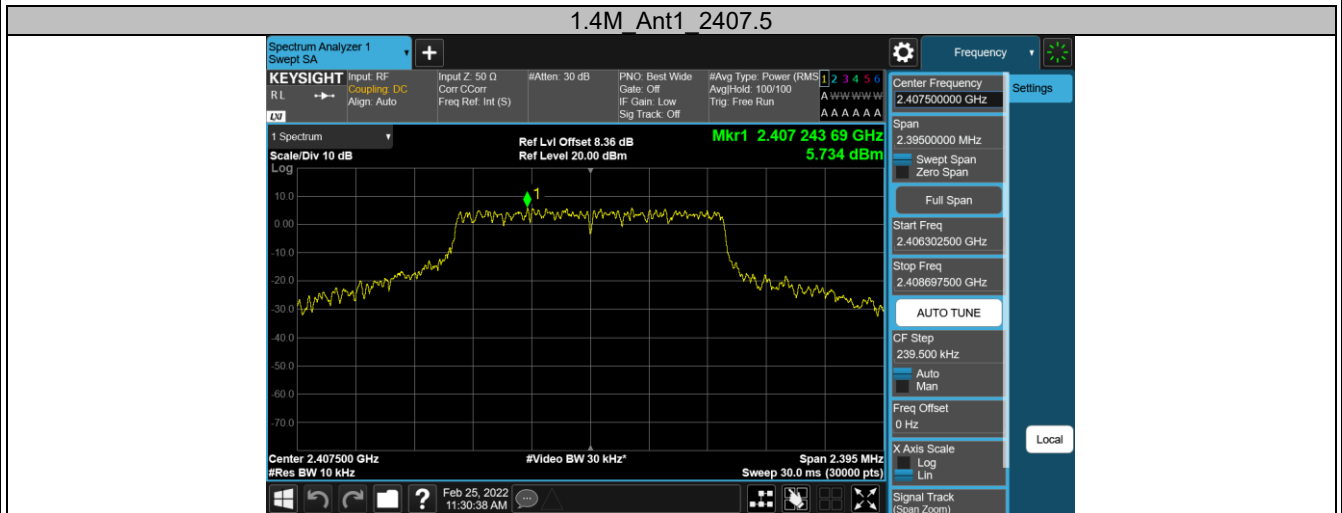 1.4M_Ant1_2407.5
Spectrum Analyzer 1
Swept SA
+
Frequency
KEYSIGHT
RL
LXI
Input: RF
Coupling: DC
Align: Auto
Input Z: 50 Ω
Corr CCorr
Freq Ref: Int (S)
#Atten: 30 dB
PNO: Best Wide
Gate: Off
IF Gain: Low
Sig Track: Off
#Avg Type: Power (RMS
Avg|Hold: 100/100
Trig: Free Run
1 2 3 4 5 6
A W W W W W
A A A A A A
1 Spectrum
Scale/Div 10 dB
Log
Ref Lvl Offset 8.36 dB
Ref Level 20.00 dBm
Mkr1 2.407 243 69 GHz
5.734 dBm
1
10.0
0.00
-10.0
-20.0
-30.0
-40.0
-50.0
-60.0
-70.0
Center 2.407500 GHz
#Video BW 30 kHz*
Span 2.395 MHz
#Res BW 10 kHz
Sweep 30.0 ms (30000 pts)
?
Feb 25, 2022
11:30:38 AM
Center Frequency
2.407500000 GHz
Span
2.39500000 MHz
Swept Span
Zero Span
Full Span
Start Freq
2.406302500 GHz
Stop Freq
2.408697500 GHz
AUTO TUNE
CF Step
239.500 kHz
Auto
Man
Freq Offset
0 Hz
X Axis Scale
Log
Lin
Signal Track
(Span Zoom)
Settings
Local